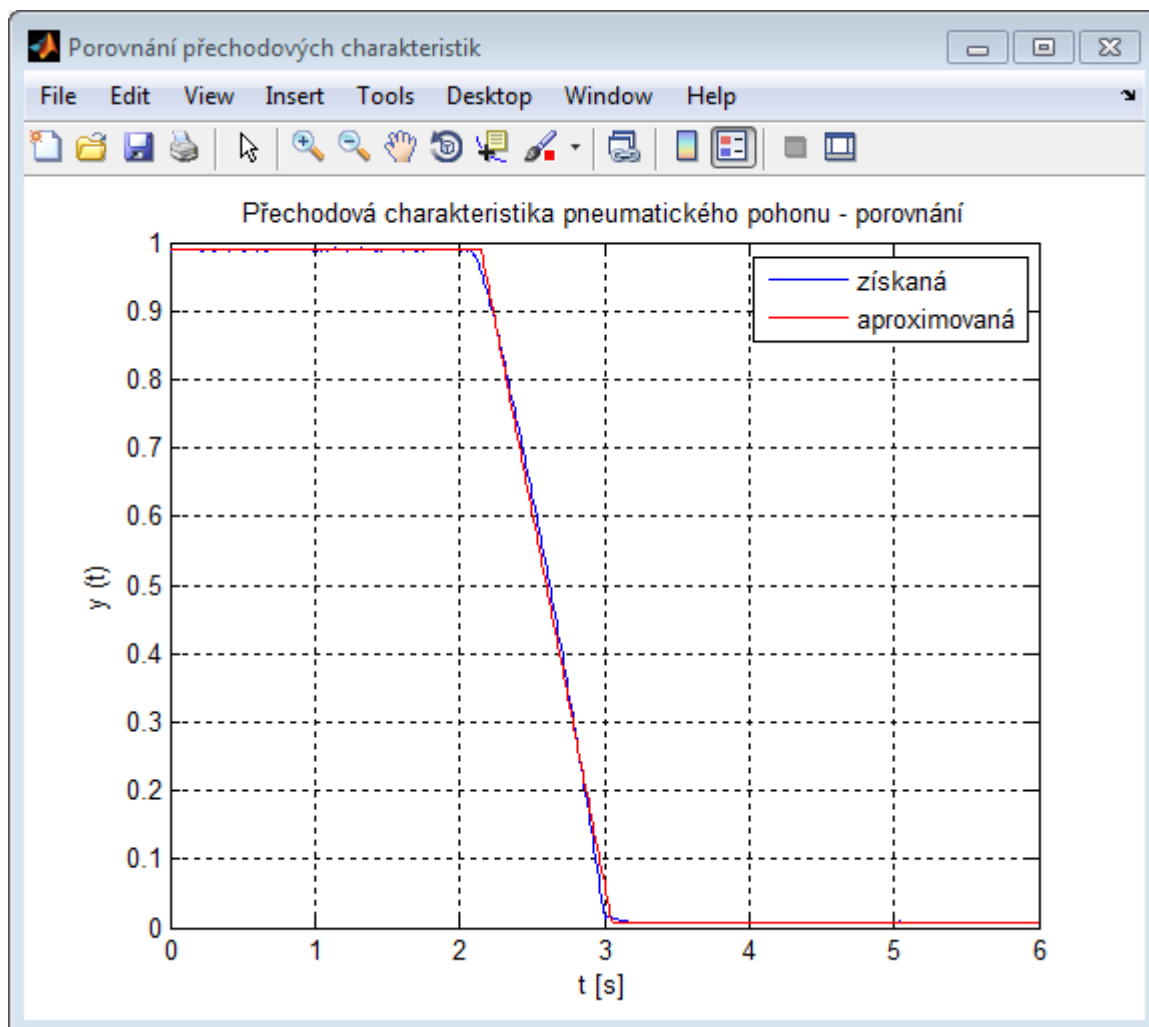 Porovnání přechodových charakteristik
File Edit View Insert Tools Desktop Window Help
Přechodová charakteristika pneumatického pohonu - porovnání
získaná
aproximovaná
1
0.9
0.8
0.7
0.6
0.5
0.4
0.3
0.2
0.1
0
y (t)
0 1 2 3 4 5 6
t [s]